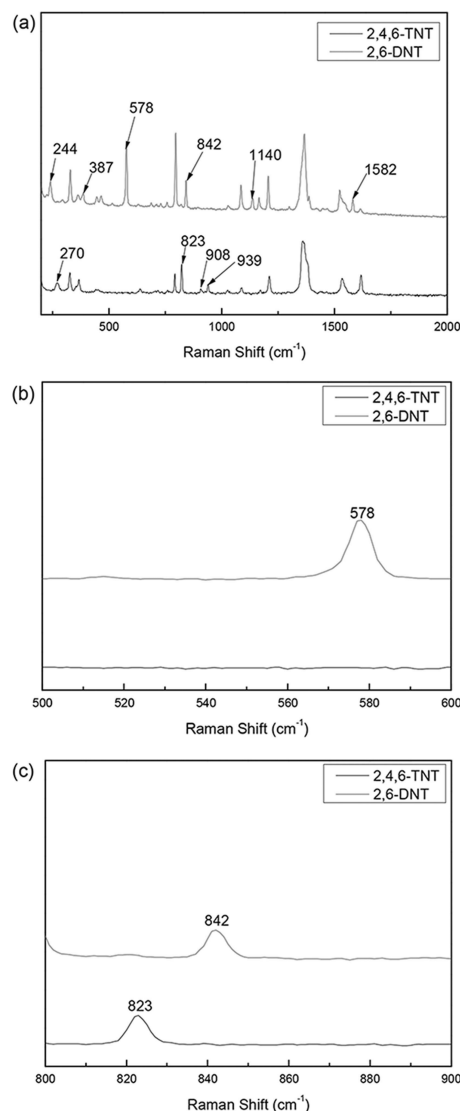 (a)
2,4,6-TNT
2,6-DNT
578
244
387
842
1140
1582
270
823
908
939
500
1000
1500
2000
Raman Shift (cm⁻¹)
(b)
2,4,6-TNT
2,6-DNT
578
500
520
540
560
580
600
Raman Shift (cm⁻¹)
(c)
2,4,6-TNT
2,6-DNT
842
823
800
820
840
860
880
900
Raman Shift (cm⁻¹)